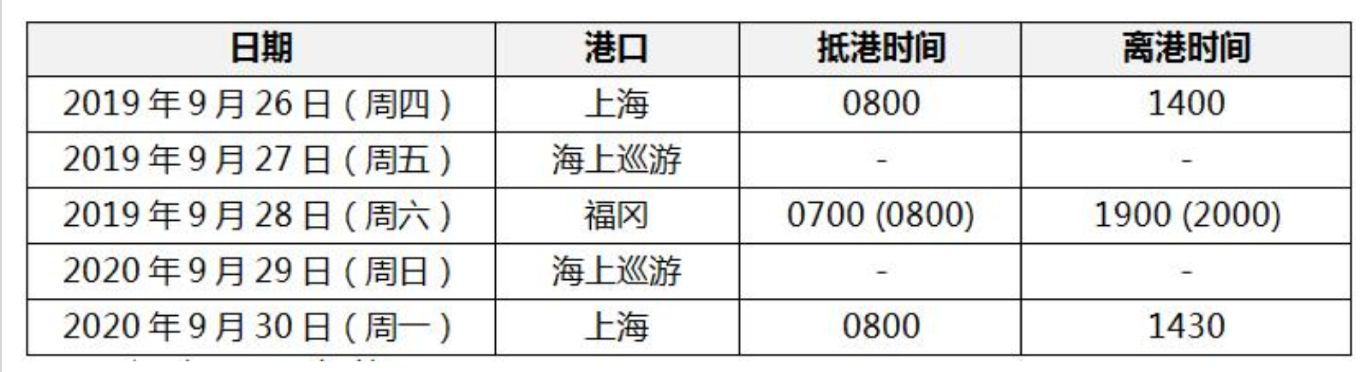 日期 港口 抵港时间 离港时间
2019 年 9 月 26 日 ( 周四 ) 上海 0800 1400
2019 年 9 月 27 日 ( 周五 ) 海上巡游 - -
2019 年 9 月 28 日 ( 周六 ) 福冈 0700 (0800) 1900 (2000)
2020 年 9 月 29 日 ( 周日 ) 海上巡游 - -
2020 年 9 月 30 日 ( 周一 ) 上海 0800 1430